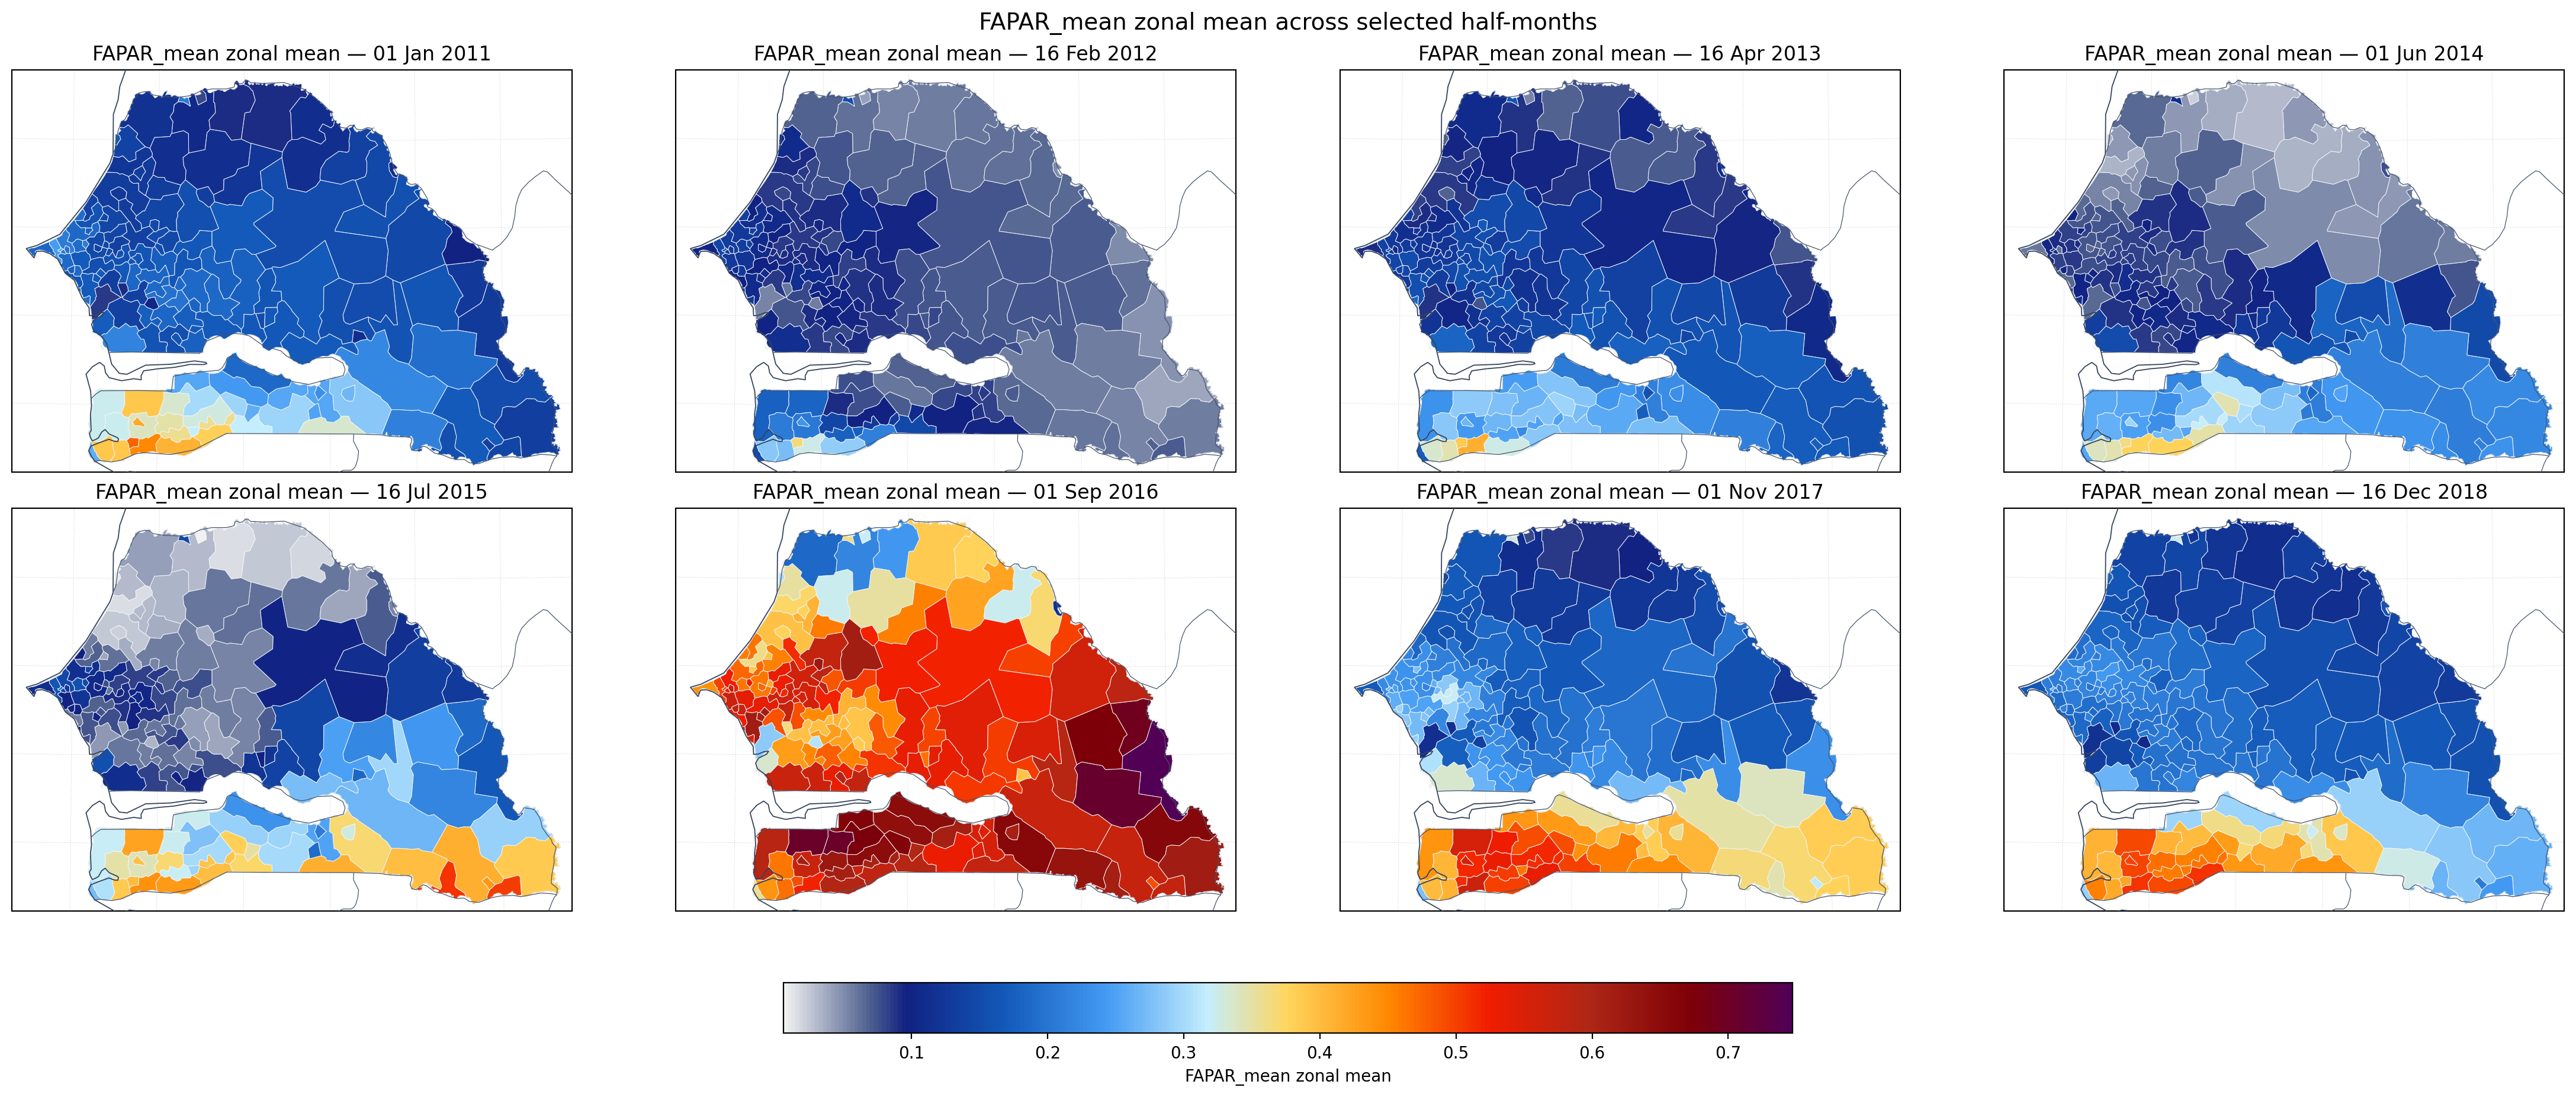 FAPAR_mean zonal mean across selected half-months
FAPAR_mean zonal mean — 01 Jan 2011
FAPAR_mean zonal mean — 16 Feb 2012
FAPAR_mean zonal mean — 16 Apr 2013
FAPAR_mean zonal mean — 01 Jun 2014
FAPAR_mean zonal mean — 16 Jul 2015
FAPAR_mean zonal mean — 01 Sep 2016
FAPAR_mean zonal mean — 01 Nov 2017
FAPAR_mean zonal mean — 16 Dec 2018
0.1 0.2 0.3 0.4 0.5 0.6 0.7
FAPAR_mean zonal mean